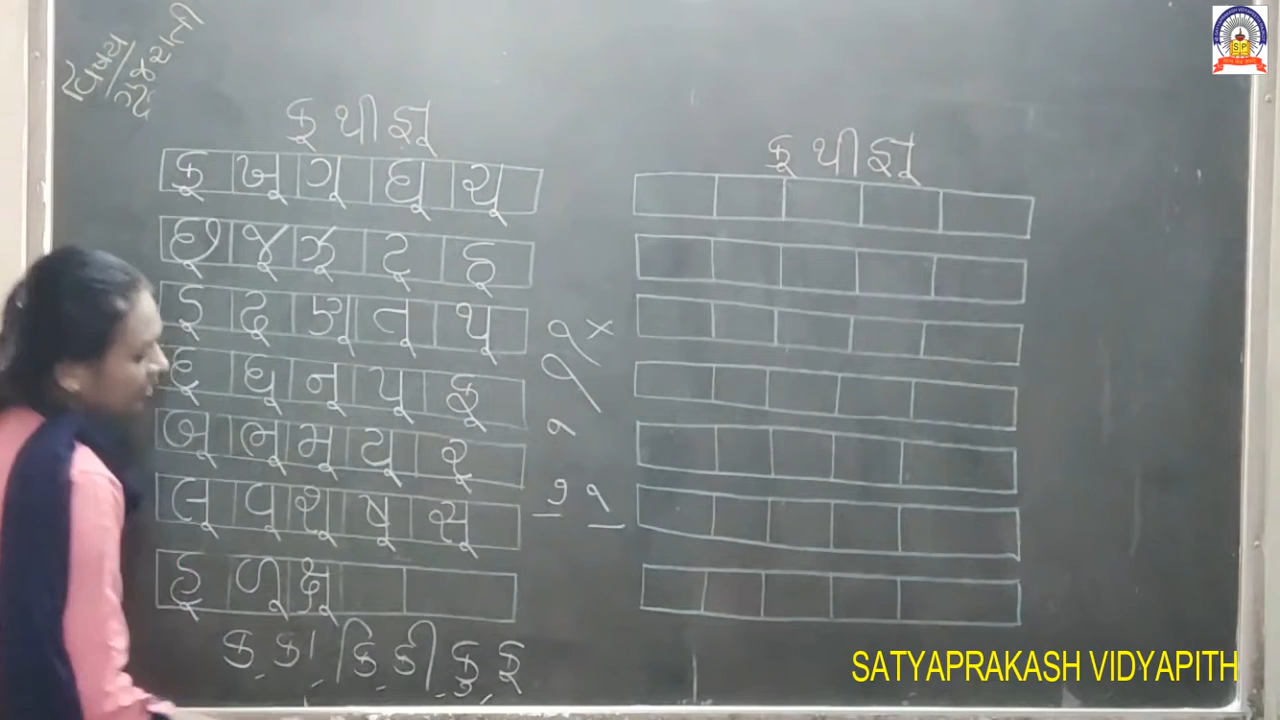 વિષય
ગુજરાતી
કૂ થી જ્ઞૂ
કૂ ખૂ ગૂ ઘૂ ચૂ
છૂ જૂ ઝૂ ટૂ ઠૂ
ડૂ ઢૂ ણૂ તૂ થૂ
દૂ ધૂ નૂ પૂ ફૂ
બૂ ભૂ મૂ યૂ રૂ
લૂ વૂ શૂ ષૂ સૂ
હૂ ળૂ ક્ષૂ
ક કા કિ કી કુ કૂ
કૂ થી જ્ઞૂ
SATYAPRAKASH VIDYAPITH